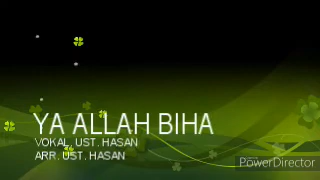 YA ALLAH BIHA
VOKAL. UST. HASAN
ARR. UST. HASAN
PowerDirector